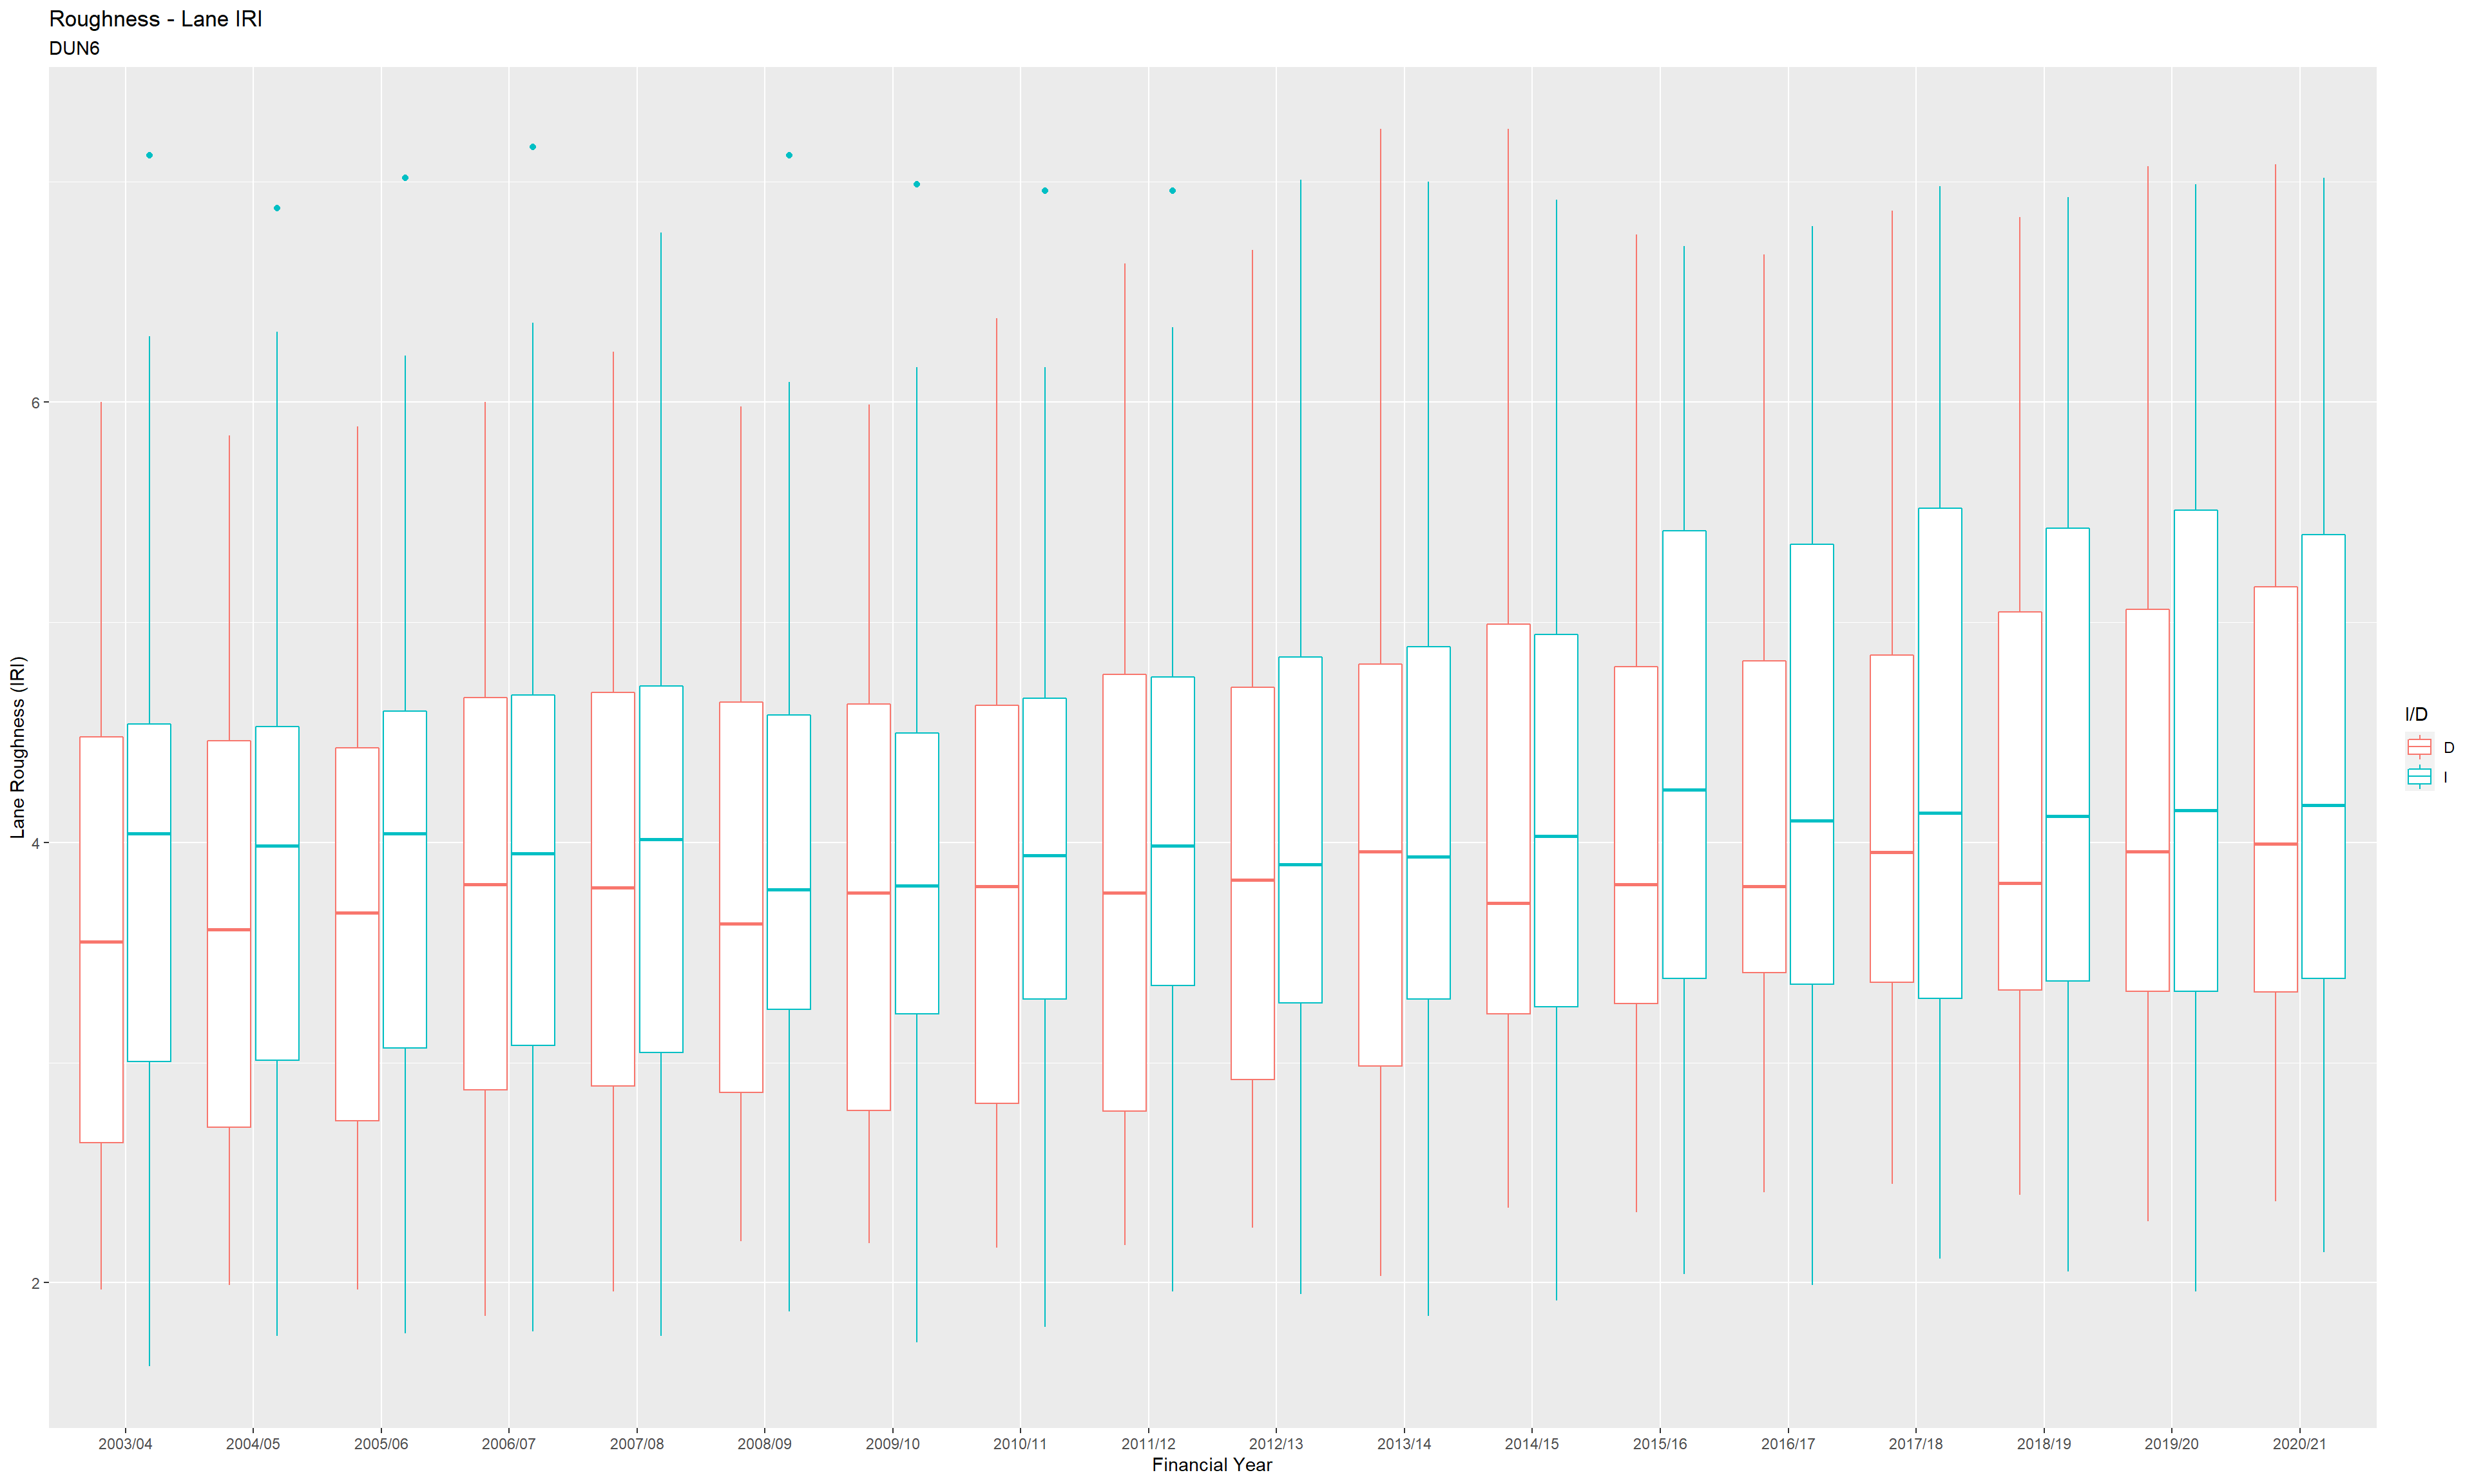 Roughness - Lane IRI
DUN6
Lane Roughness (IRI)
6
4
2
2003/04 2004/05 2005/06 2006/07 2007/08 2008/09 2009/10 2010/11 2011/12 2012/13 2013/14 2014/15 2015/16 2016/17 2017/18 2018/19 2019/20 2020/21
Financial Year
I/D
D
I